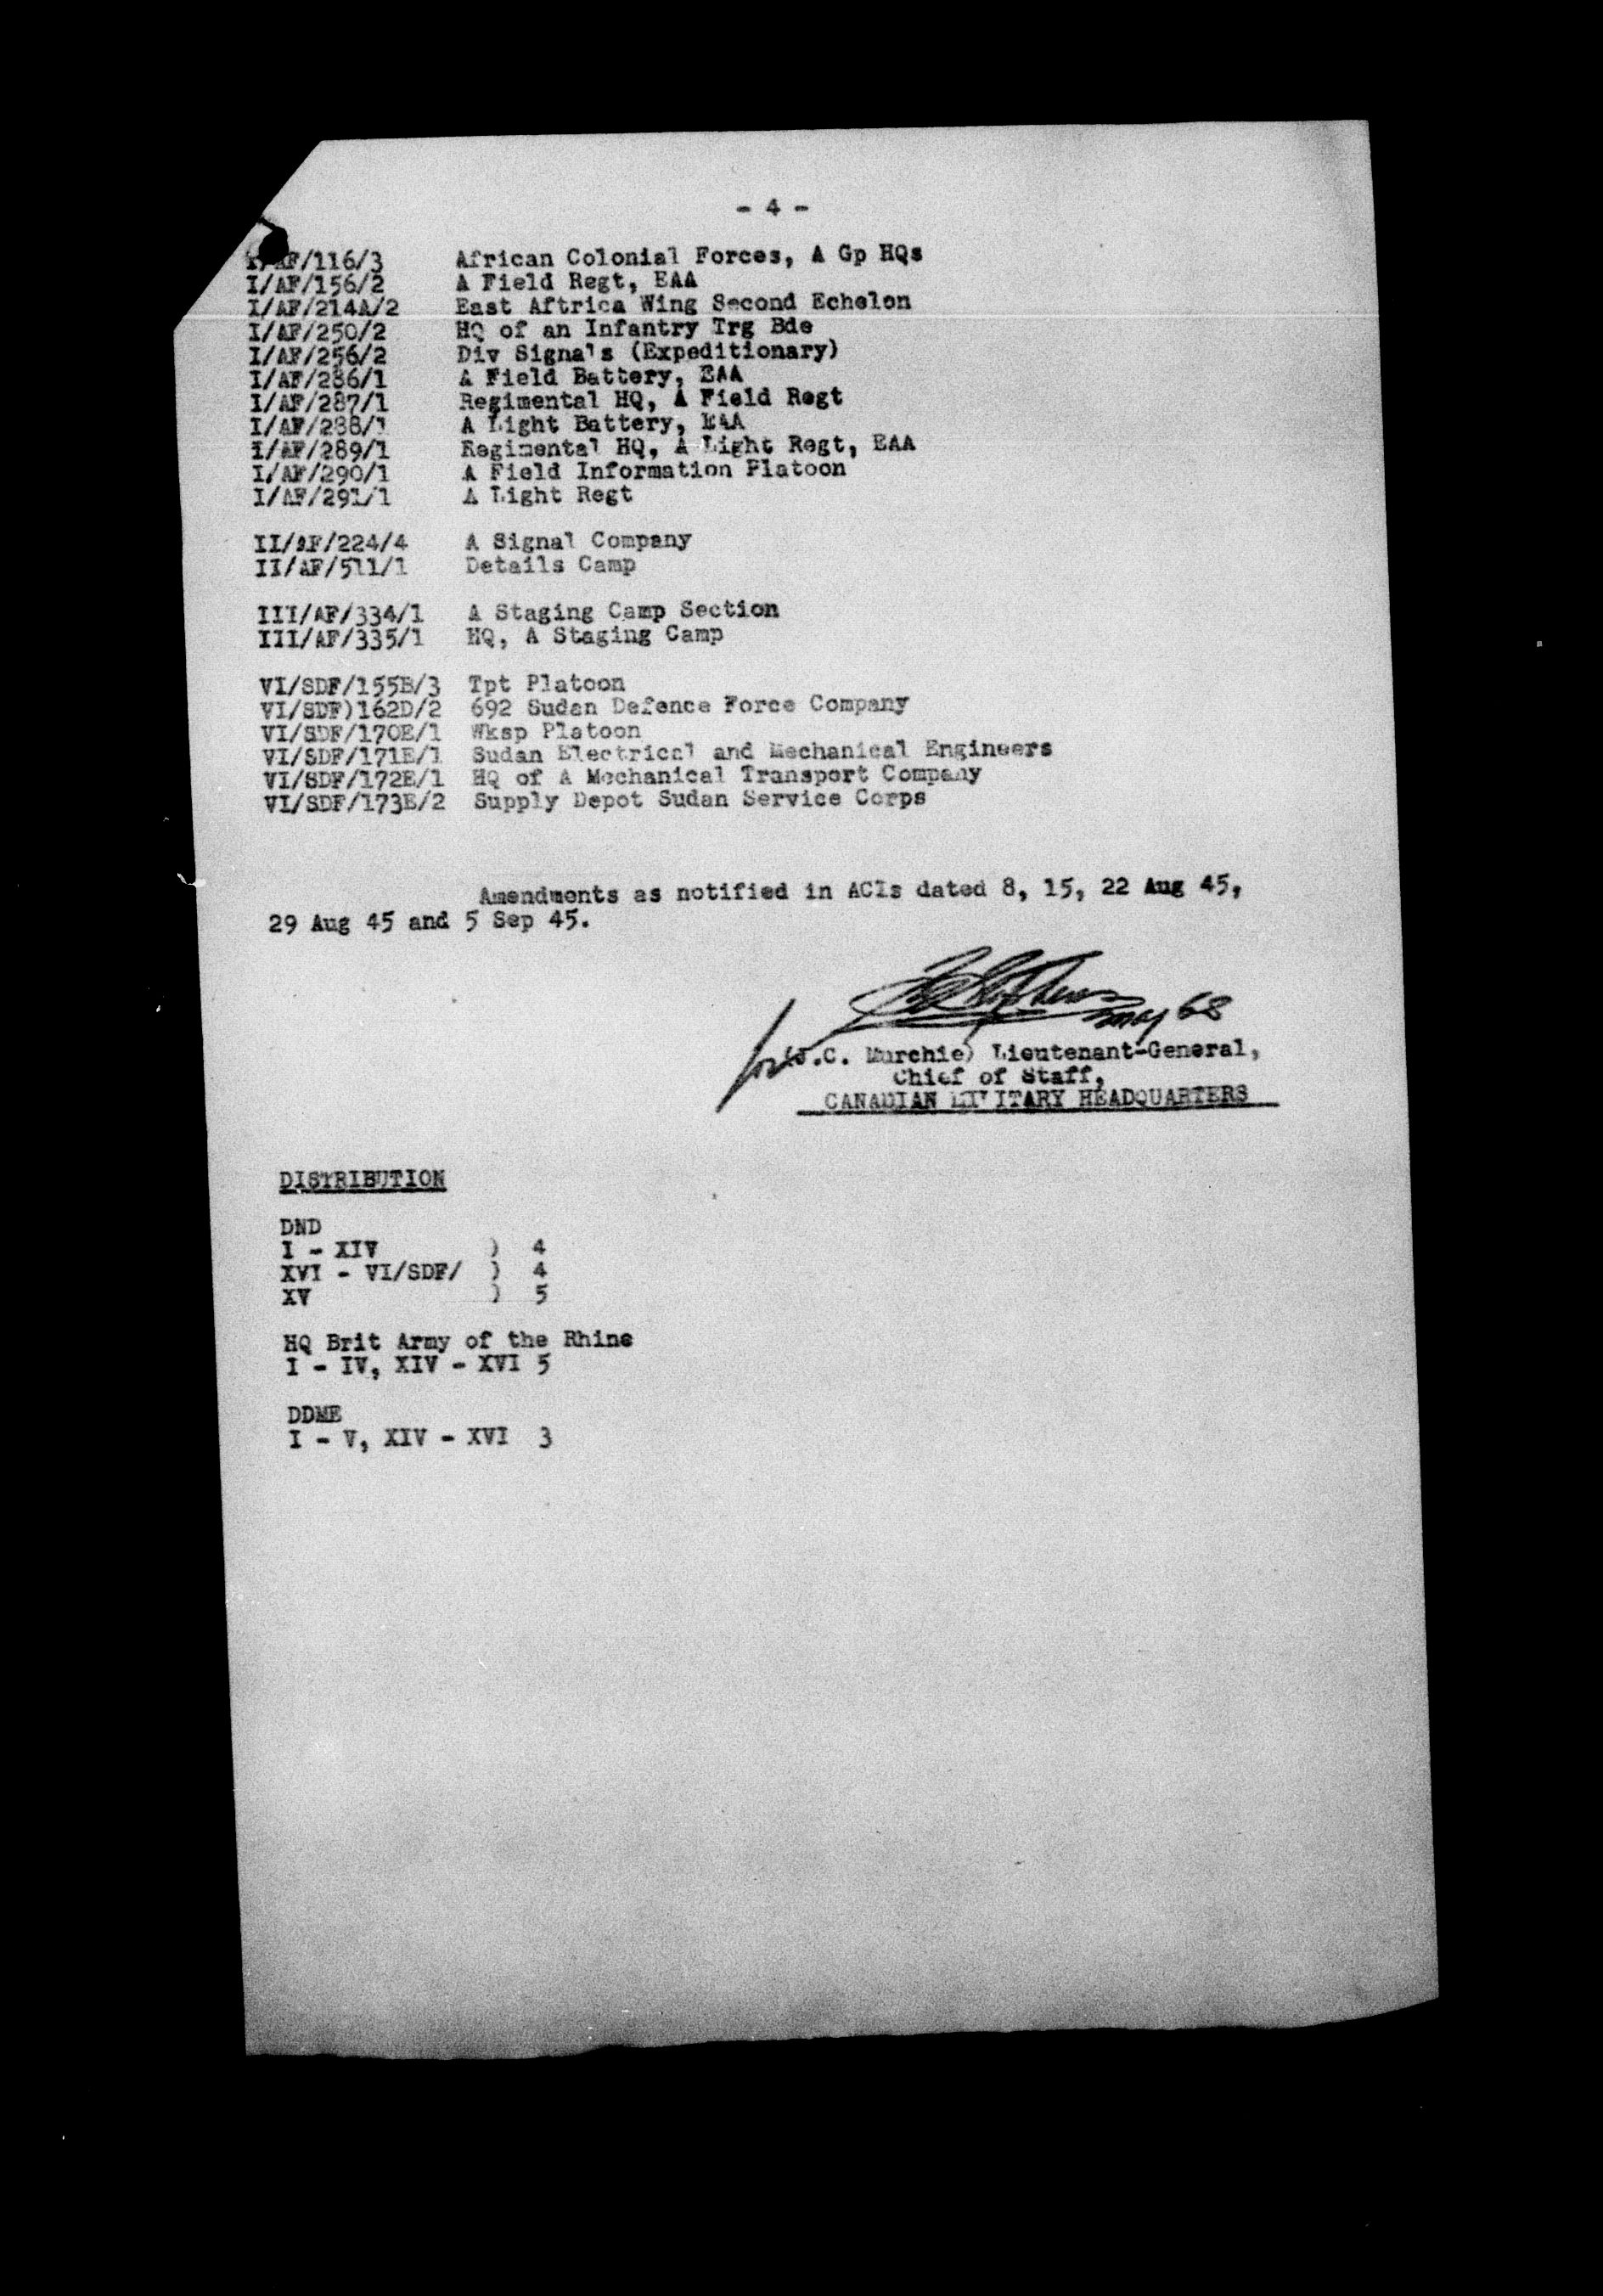 - 4 -
I/AF/116/3 African Colonial Forces, A Gp HQs
I/AF/156/2 A Field Regt, EAA
I/AF/214A/2 East Aftrica Wing Second Echelon
I/AF/250/2 HQ of an Infantry Trg Bde
I/AF/256/2 Div Signals (Expeditionary)
I/AF/286/1 A Field Battery, EAA
I/AF/287/1 Regimental HQ, A Field Regt
I/AF/288/1 A Light Battery, EAA
I/AF/289/1 Regimental HQ, A Light Regt, EAA
I/AF/290/1 A Field Information Platoon
I/AF/291/1 A Light Regt
II/AF/224/4 A Signal Company
II/AF/511/1 Details Camp
III/AF/334/1 A Staging Camp Section
III/AF/335/1 HQ, A Staging Camp
VI/SDF/155B/3 Tpt Platoon
VI/SDF)162D/2 692 Sudan Defence Force Company
VI/SDF/170E/1 Wksp Platoon
VI/SDF/171E/1 Sudan Electrical and Mechanical Engineers
VI/SDF/172E/1 HQ of A Mechanical Transport Company
VI/SDF/173E/2 Supply Depot Sudan Service Corps
Amendments as notified in ACIs dated 8, 15, 22 Aug 45,
29 Aug 45 and 5 Sep 45.
for (J.C. Murchie) Lieutenant-General,
Chief of Staff,
CANADIAN MILITARY HEADQUARTERS
DISTRIBUTION
DND
I - XIV ) 4
XVI - VI/SDF/ ) 4
XV ) 5
HQ Brit Army of the Rhine
I - IV, XIV - XVI 5
DDME
I - V, XIV - XVI 3